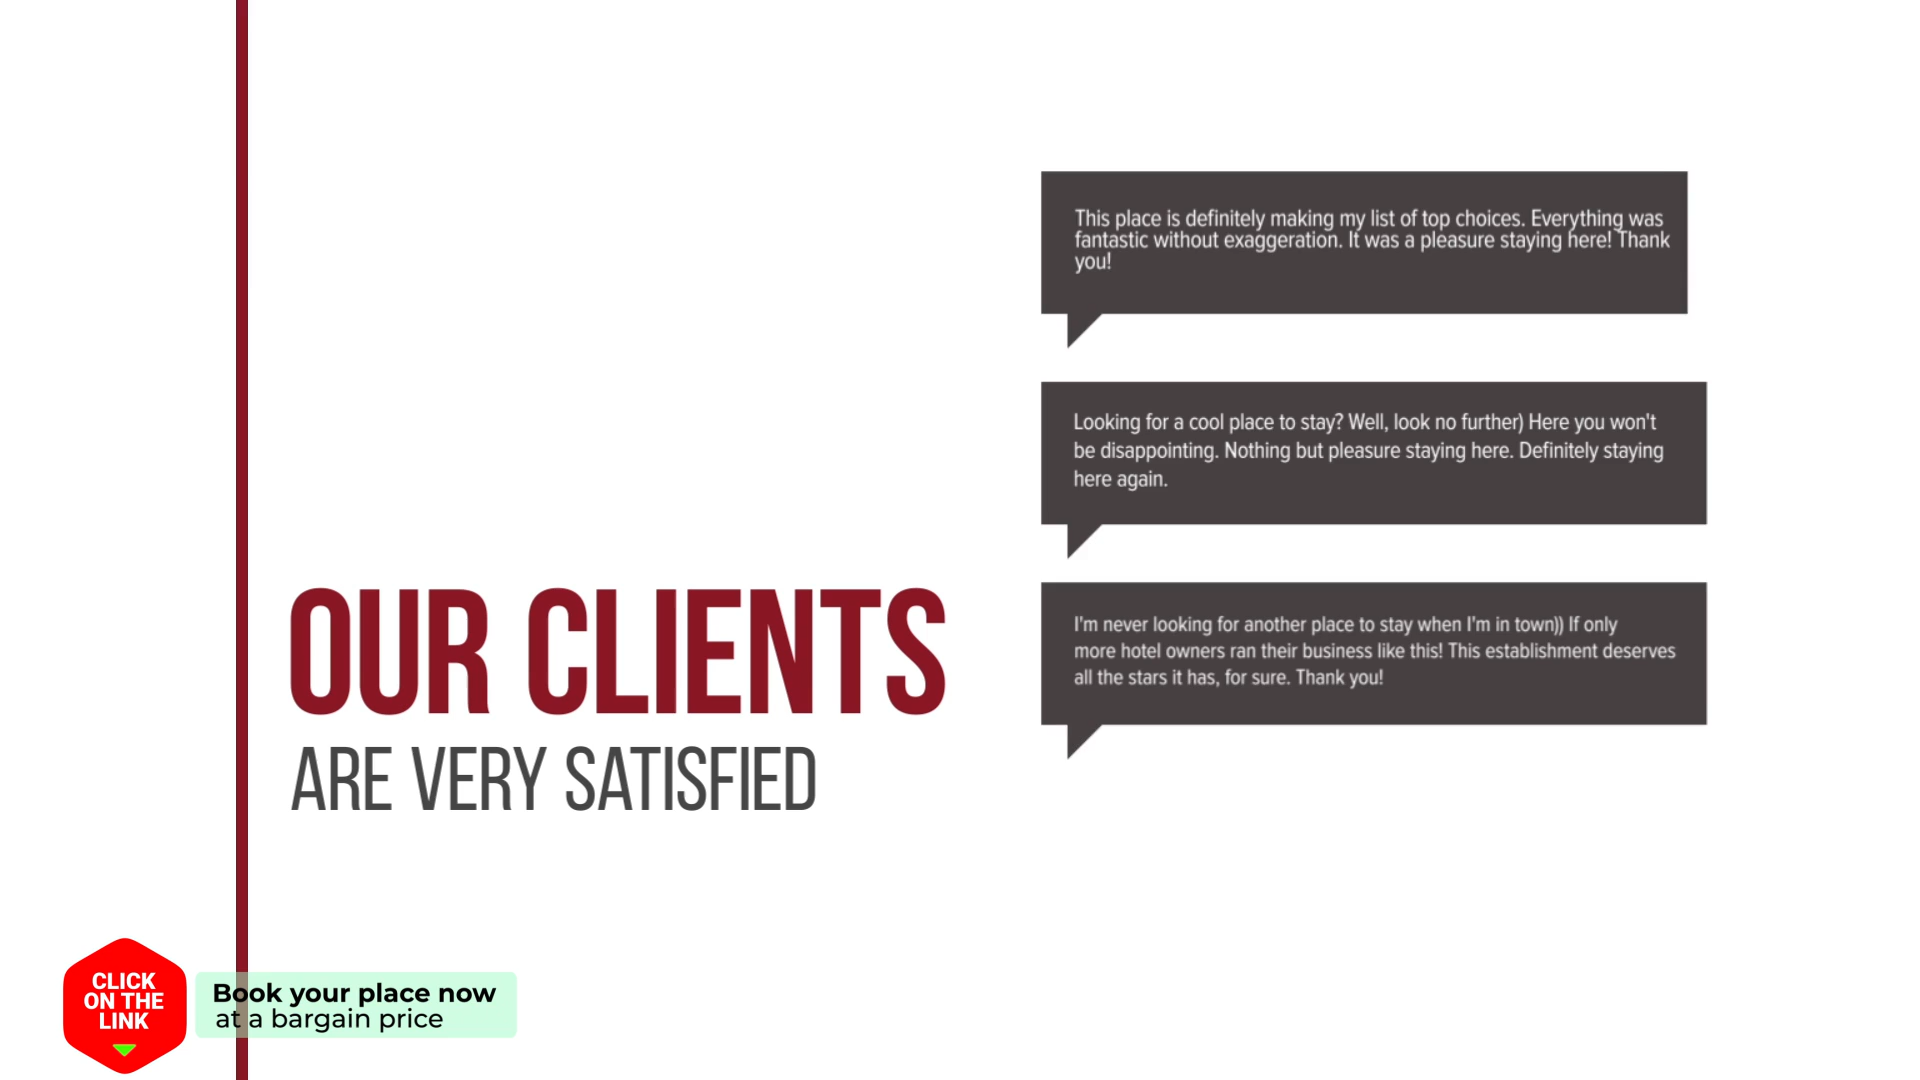 OUR CLIENTS
ARE VERY SATISFIED
This place is definitely making my list of top choices. Everything was
fantastic without exaggeration. It was a pleasure staying here! Thank
you!
Looking for a cool place to stay? Well, look no further) Here you won't
be disappointing. Nothing but pleasure staying here. Definitely staying
here again.
I'm never looking for another place to stay when I'm in town)) If only
more hotel owners ran their business like this! This establishment deserves
all the stars it has, for sure. Thank you!
CLICK
ON THE
LINK
Book your place now
at a bargain price